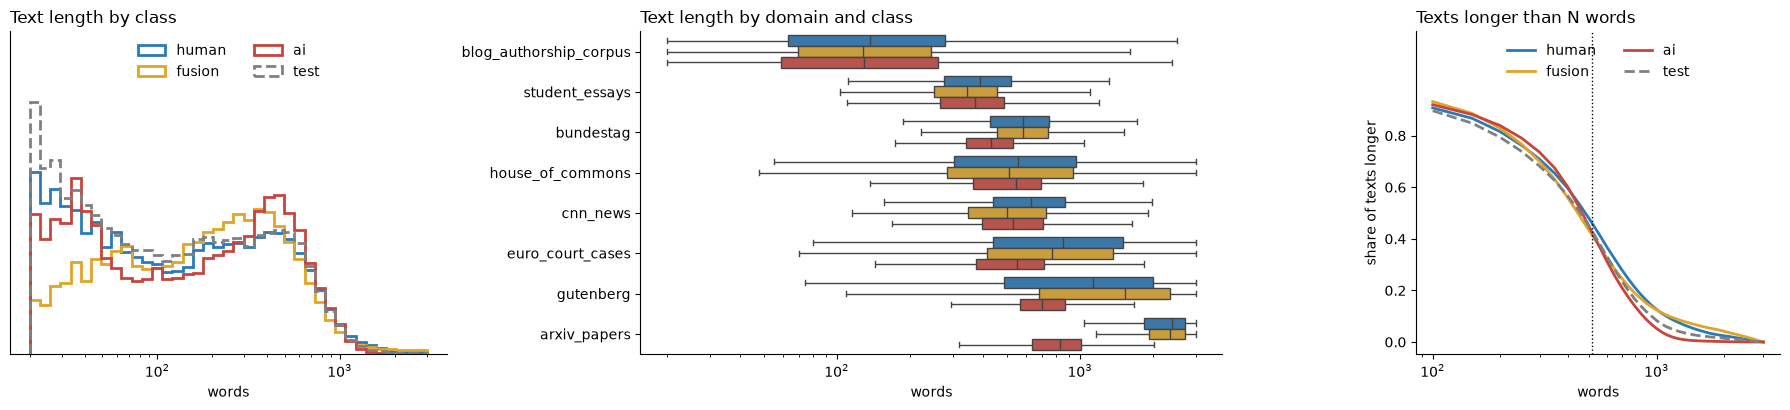 Text length by class
human
fusion
ai
test
10²
10³
words
Text length by domain and class
blog_authorship_corpus
student_essays
bundestag
house_of_commons
cnn_news
euro_court_cases
gutenberg
arxiv_papers
10²
10³
words
Texts longer than N words
human
fusion
ai
test
share of texts longer
0.8
0.6
0.4
0.2
0.0
10²
10³
words